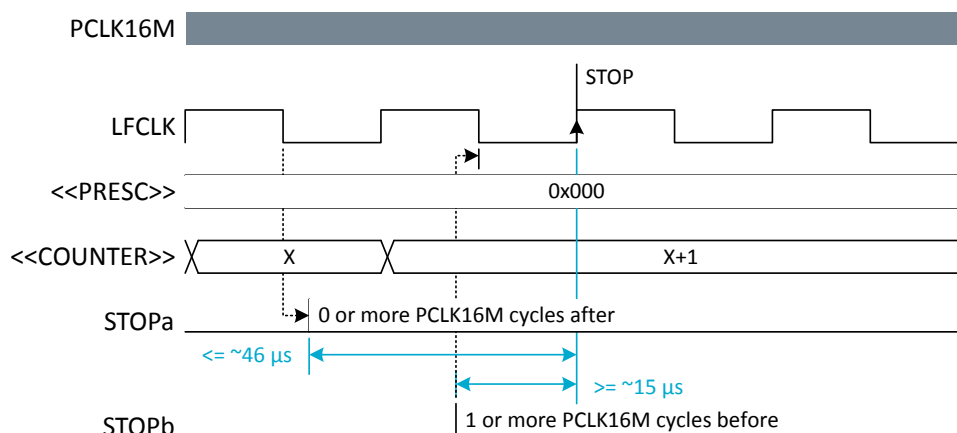 PCLK16M
STOP
LFCLK
<<PRESC>>
0x000
<<COUNTER>>
X
X+1
STOPa
0 or more PCLK16M cycles after
<= ~46 µs
>= ~15 µs
STOPb
1 or more PCLK16M cycles before